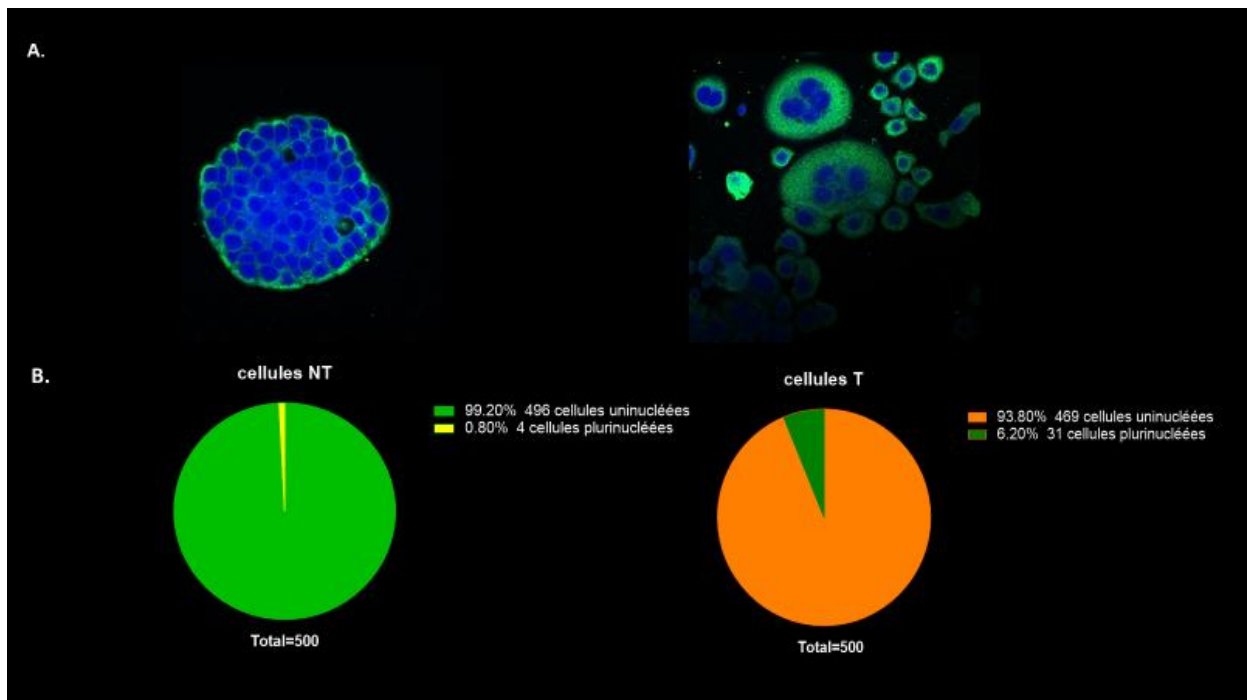 A.
B.
cellules NT
99.20% 496 cellules uninucléées
0.80% 4 cellules plurinucléées
Total=500
cellules T
93.80% 469 cellules uninucléées
6.20% 31 cellules plurinucléées
Total=500